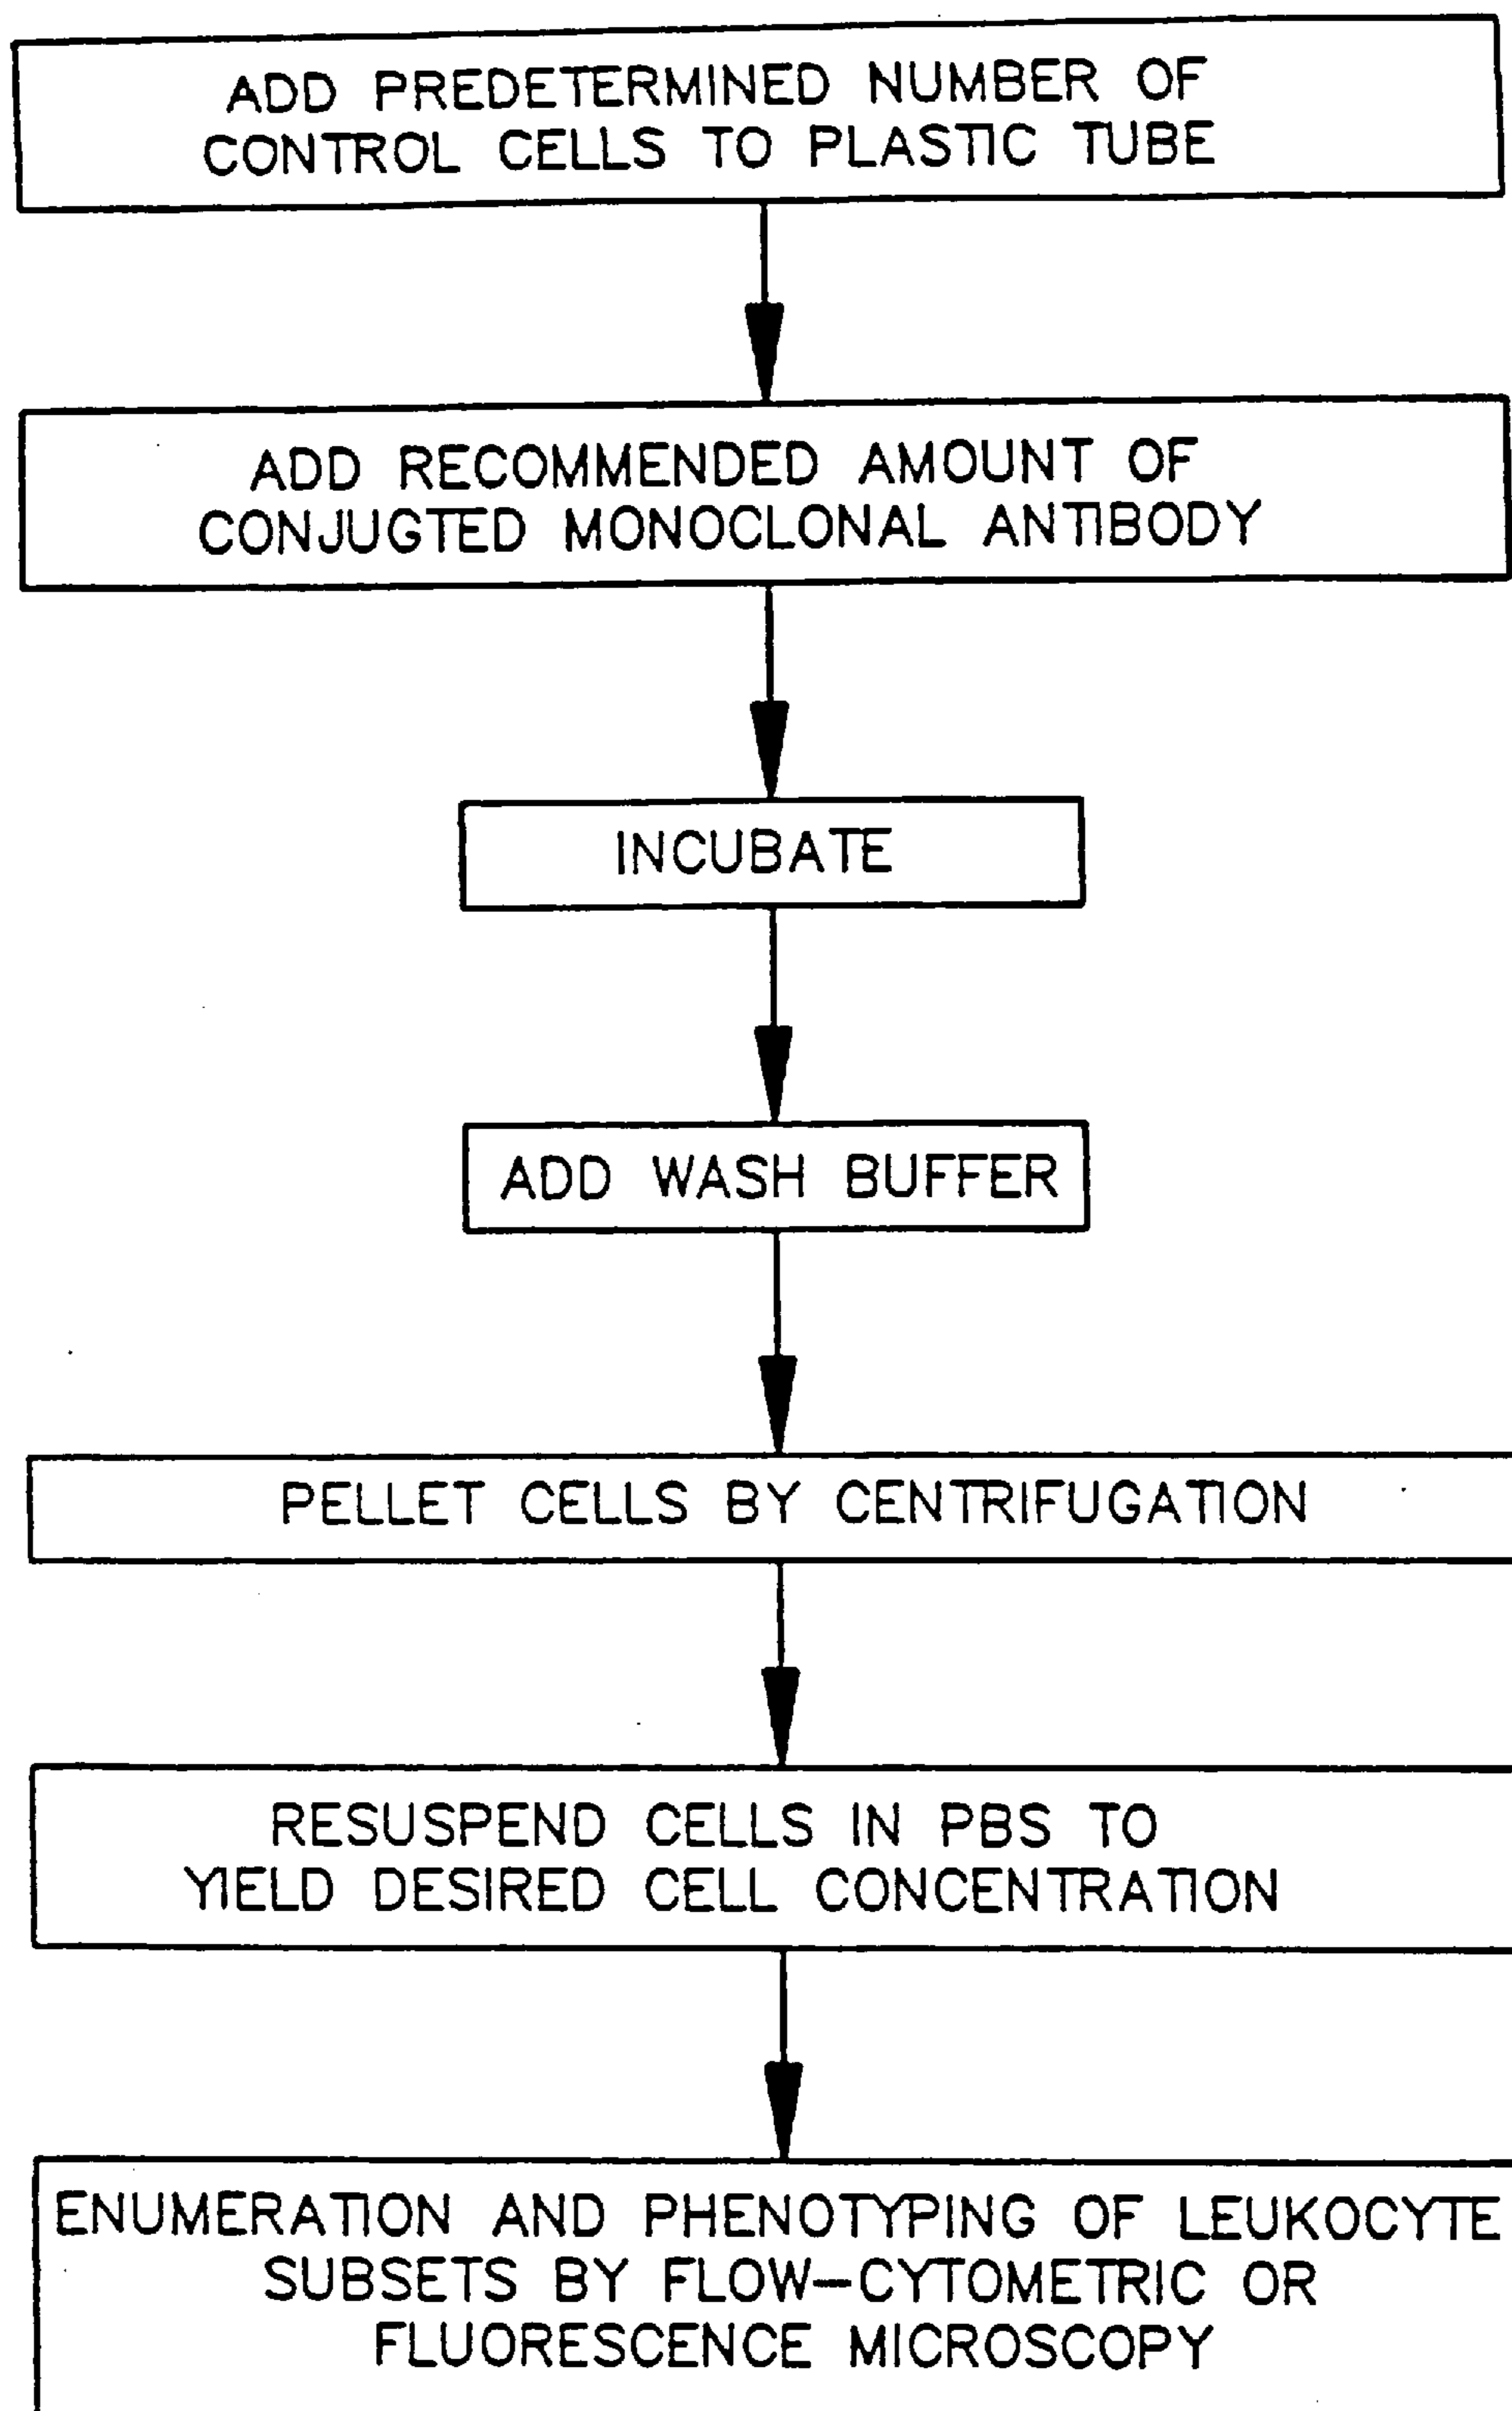 ADD PREDETERMINED NUMBER OF
CONTROL CELLS TO PLASTIC TUBE
ADD RECOMMENDED AMOUNT OF
CONJUGTED MONOCLONAL ANTIBODY
INCUBATE
ADD WASH BUFFER
PELLET CELLS BY CENTRIFUGATION
RESUSPEND CELLS IN PBS TO
YIELD DESIRED CELL CONCENTRATION
ENUMERATION AND PHENOTYPING OF LEUKOCYTE
SUBSETS BY FLOW-CYTOMETRIC OR
FLUORESCENCE MICROSCOPY